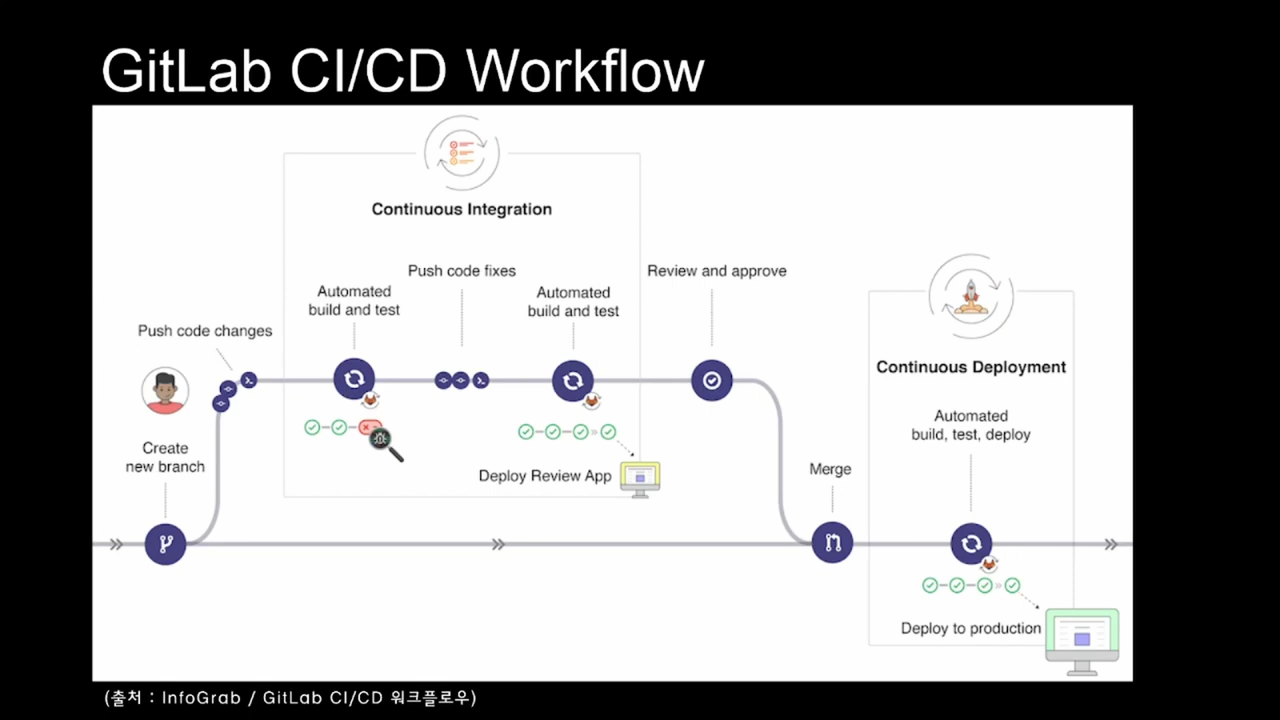 GitLab CI/CD Workflow
Continuous Integration
Push code fixes
Review and approve
Automated
build and test
Automated
build and test
Push code changes
Continuous Deployment
Automated
build, test, deploy
Create
new branch
Deploy Review App
Merge
Deploy to production
(출처 : InfoGrab / GitLab CI/CD 워크플로우)